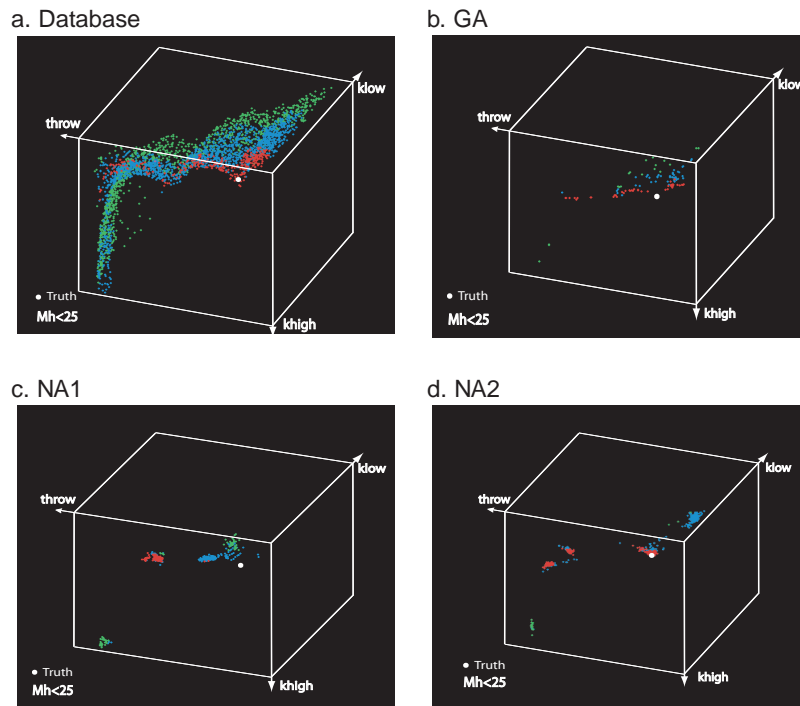 a. Database
klow
throw
Truth
Mh<25
khigh
b. GA
klow
throw
Truth
Mh<25
khigh
c. NA1
klow
throw
Truth
Mh<25
khigh
d. NA2
klow
throw
Truth
Mh<25
khigh